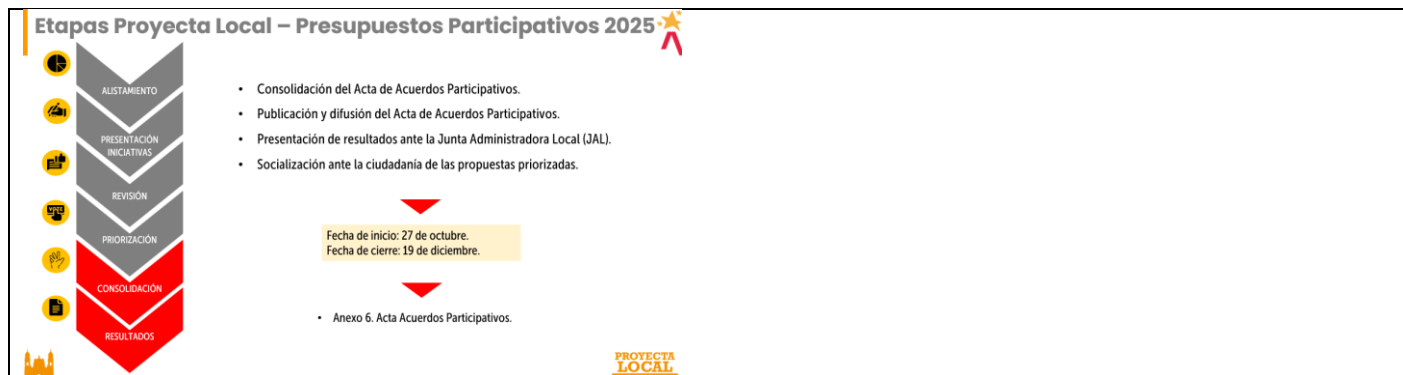 Etapas Proyecta Local – Presupuestos Participativos 2025
ALISTAMIENTO
PRESENTACIÓN
INICIATIVAS
REVISIÓN
PRIORIZACIÓN
CONSOLIDACIÓN
RESULTADOS
• Consolidación del Acta de Acuerdos Participativos.
• Publicación y difusión del Acta de Acuerdos Participativos.
• Presentación de resultados ante la Junta Administradora Local (JAL).
• Socialización ante la ciudadanía de las propuestas priorizadas.
Fecha de inicio: 27 de octubre.
Fecha de cierre: 19 de diciembre.
• Anexo 6. Acta Acuerdos Participativos.
PROYECTA
LOCAL